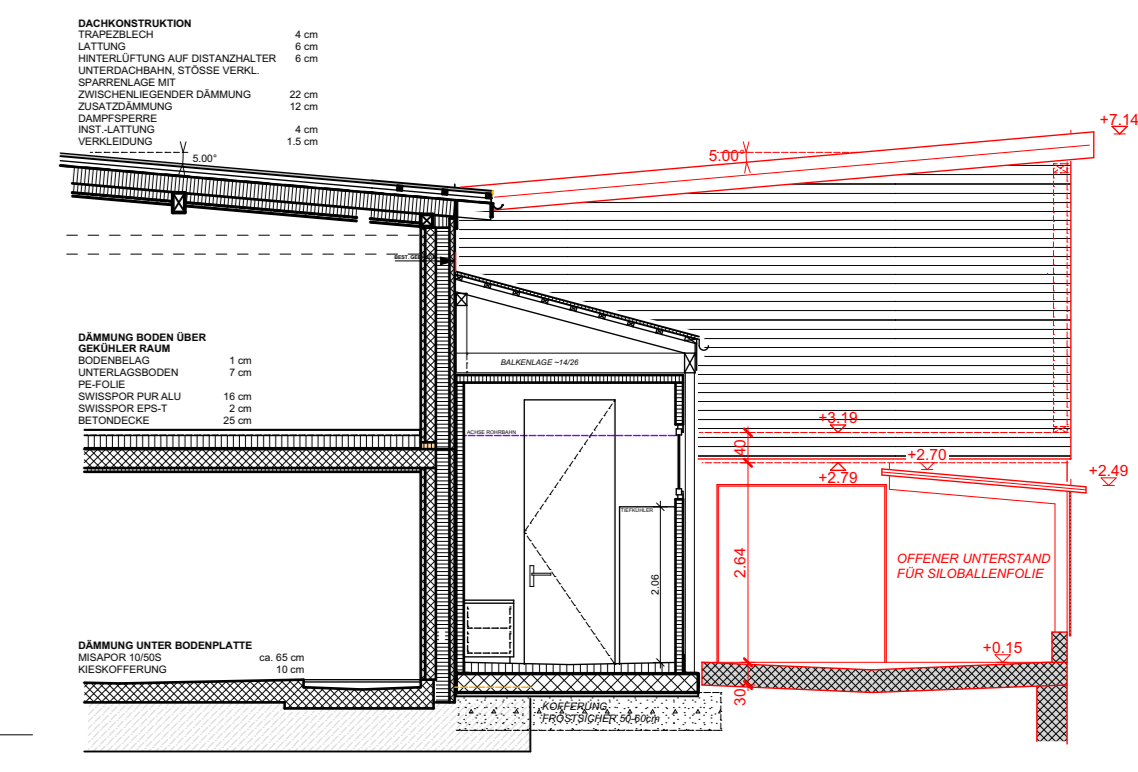 DACHKONSTRUKTION
TRAPEZBLECH 4 cm
LATTUNG 6 cm
HINTERLÜFTUNG AUF DISTANZHALTER 6 cm
UNTERDACHBAHN, STÖSSE VERKL.
SPARRENLAGE MIT
ZWISCHENLIEGENDER DÄMMUNG 22 cm
ZUSATZDÄMMUNG 12 cm
DAMPFSPERRE
INST.-LATTUNG 4 cm
VERKLEIDUNG 1.5 cm
5.00°
5.00°
+7.14
BEST.
DÄMMUNG BODEN ÜBER
GEKÜHLER RAUM
BODENBELAG 1 cm
UNTERLAGSBODEN 7 cm
PE-FOLIE
SWISSPOR PUR ALU 16 cm
SWISSPOR EPS-T 2 cm
BETONDECKE 25 cm
BALKENLAGE ~14/26
ACHSE ROHRBAHN
+3.19
40
+2.70
+2.79
+2.49
TIEFKÜHLER
2.06
2.64
OFFENER UNTERSTAND
FÜR SILOBALLENFOLIE
DÄMMUNG UNTER BODENPLATTE
MISAPOR 10/50S ca. 65 cm
KIESKOFFERUNG 10 cm
+0.15
30
KOFFERUNG
FROSTSICHER 50-60cm